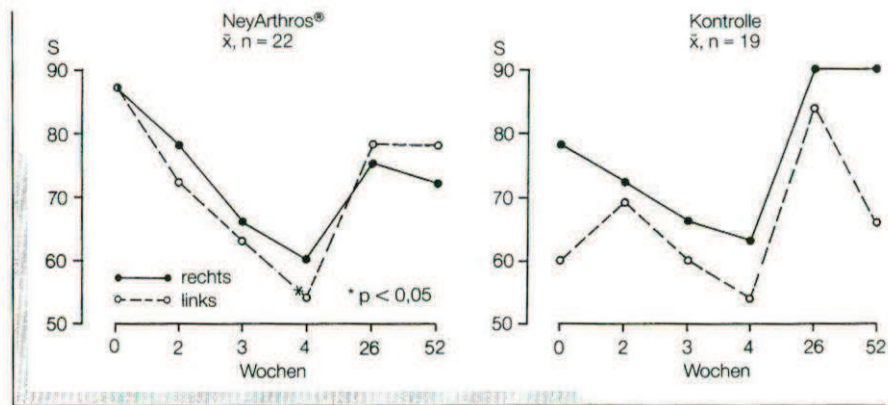 NeyArthros®
x̄, n = 22
S
90
80
70
60
50
rechts
links
* p < 0,05
0 2 3 4 26 52
Wochen
Kontrolle
x̄, n = 19
S
90
80
70
60
50
0 2 3 4 26 52
Wochen